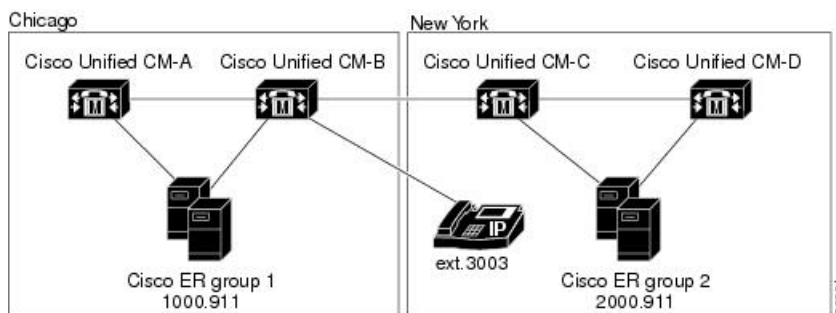 Chicago
New York
Cisco Unified CM-A
Cisco Unified CM-B
Cisco Unified CM-C
Cisco Unified CM-D
M
M
M
M
IP
ext.3003
Cisco ER group 1
1000.911
Cisco ER group 2
2000.911